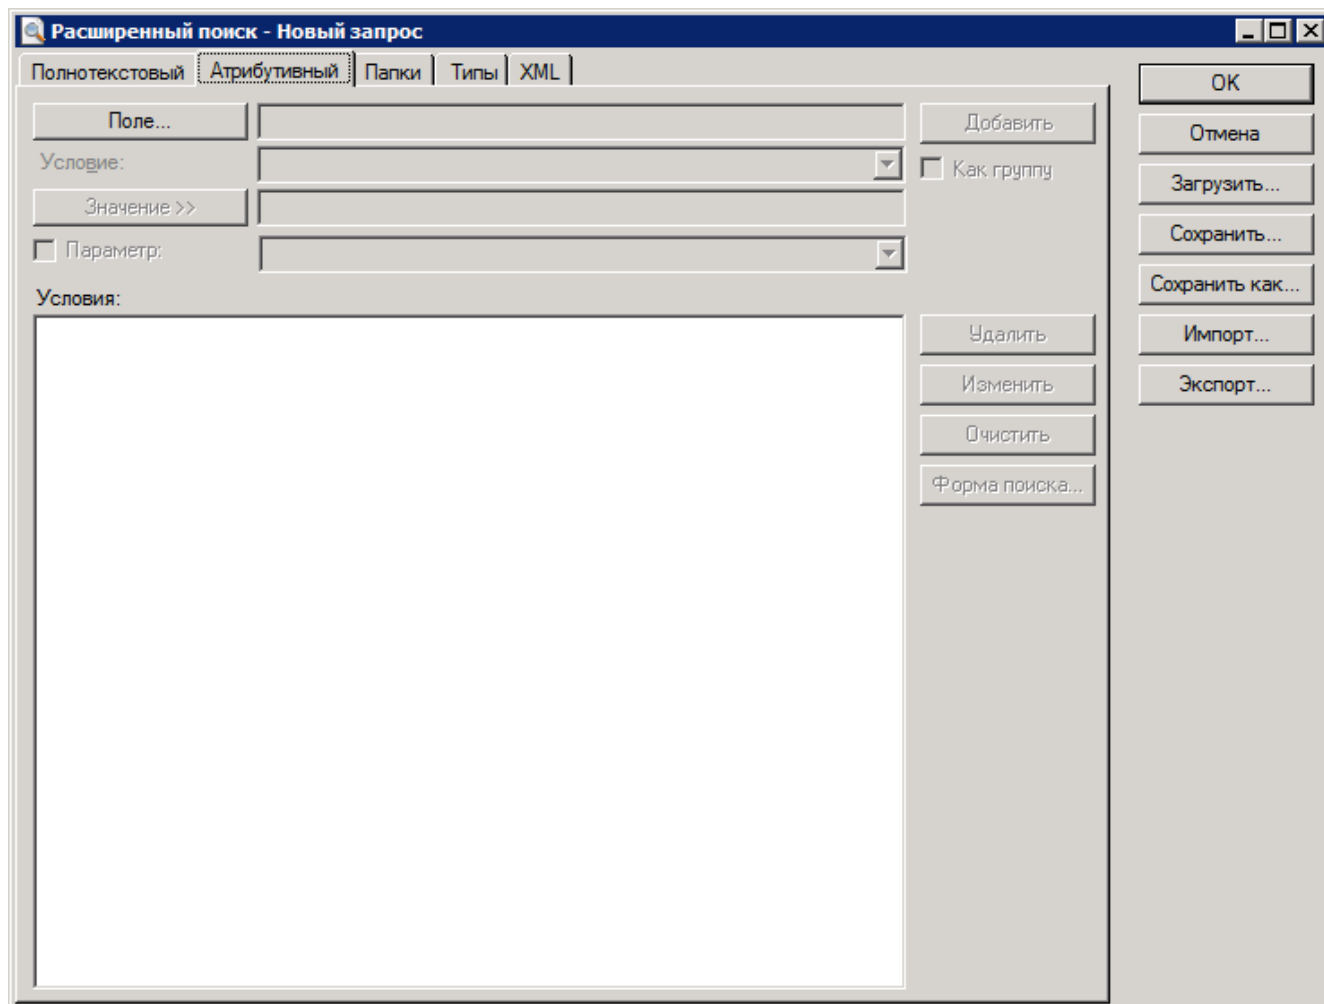 Расширенный поиск - Новый запрос
Полнотекстовый Атрибутивный Папки Типы XML
Поле... Добавить
Условие: Как группу
Значение >>
Параметр:
Условия:
Удалить
Изменить
Очистить
Форма поиска...
OK
Отмена
Загрузить...
Сохранить...
Сохранить как...
Импорт...
Экспорт...